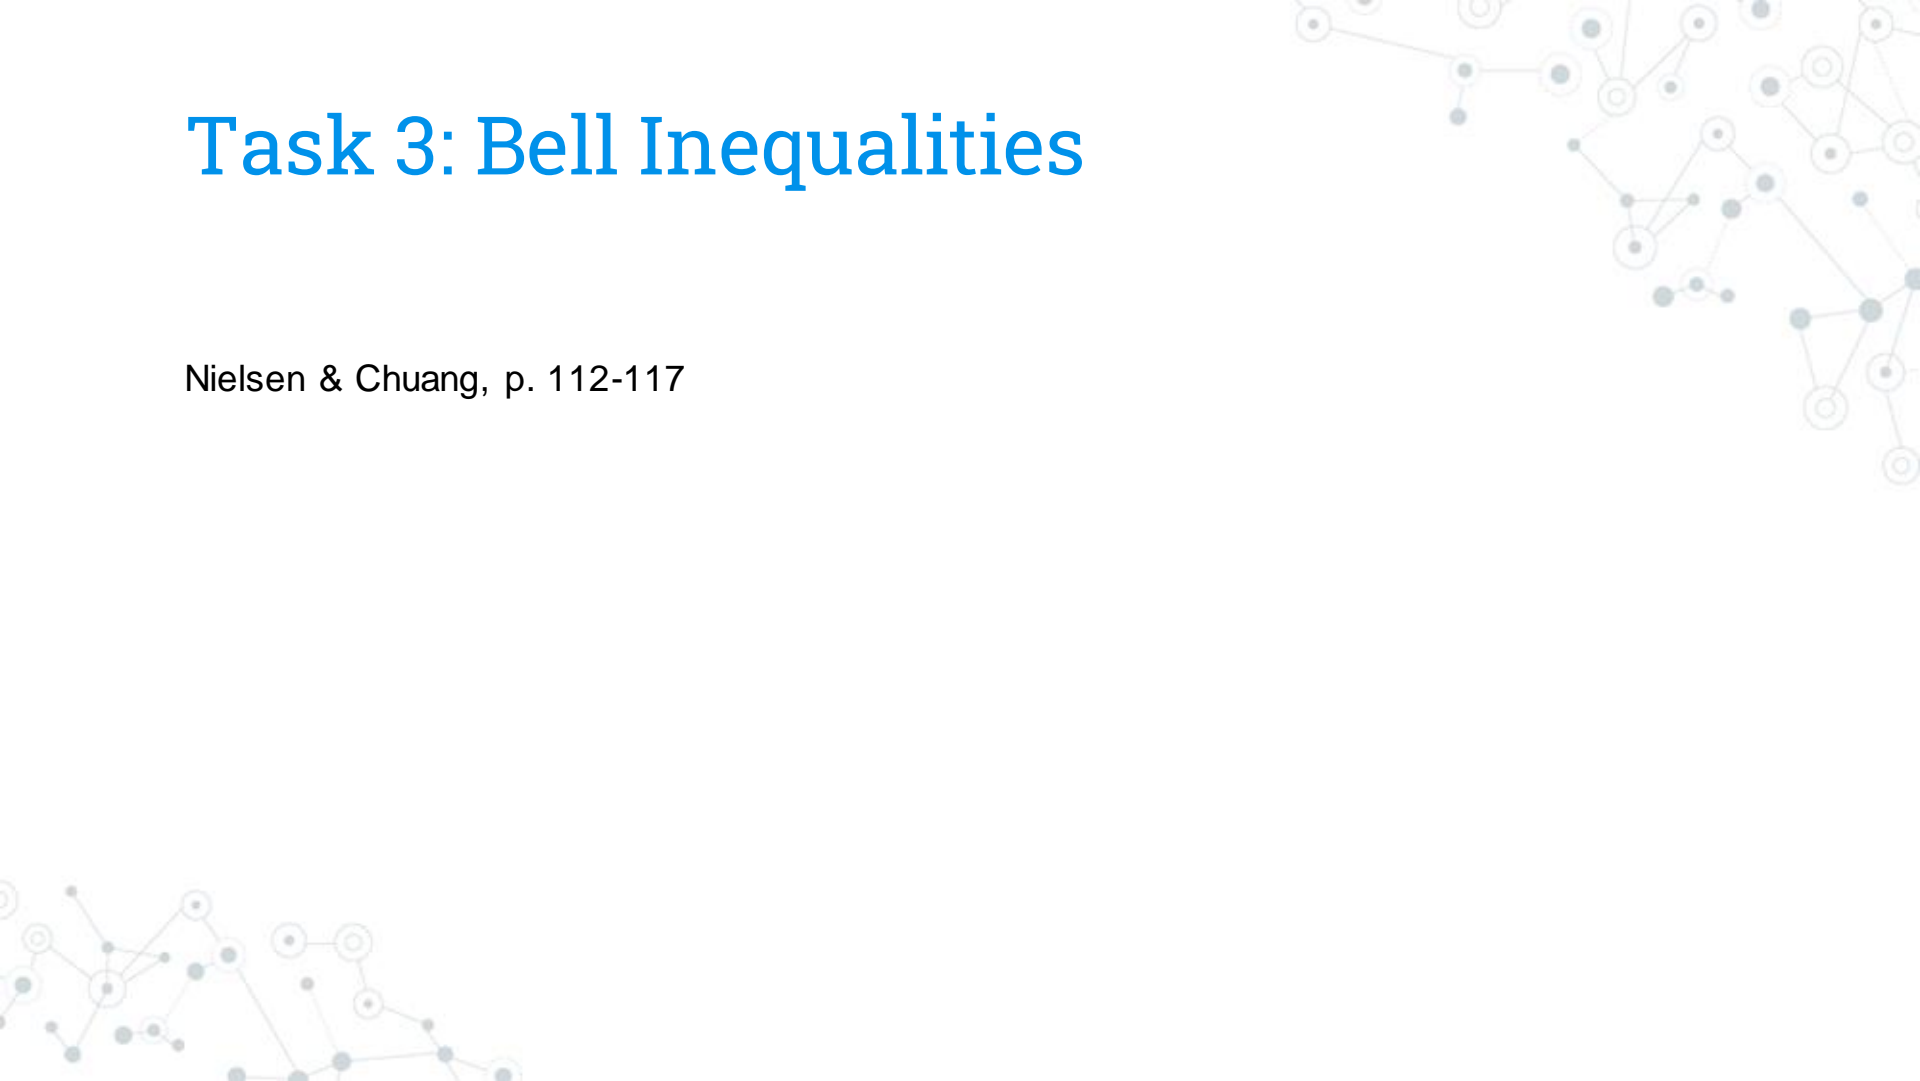 Task 3: Bell Inequalities
Nielsen & Chuang, p. 112-117